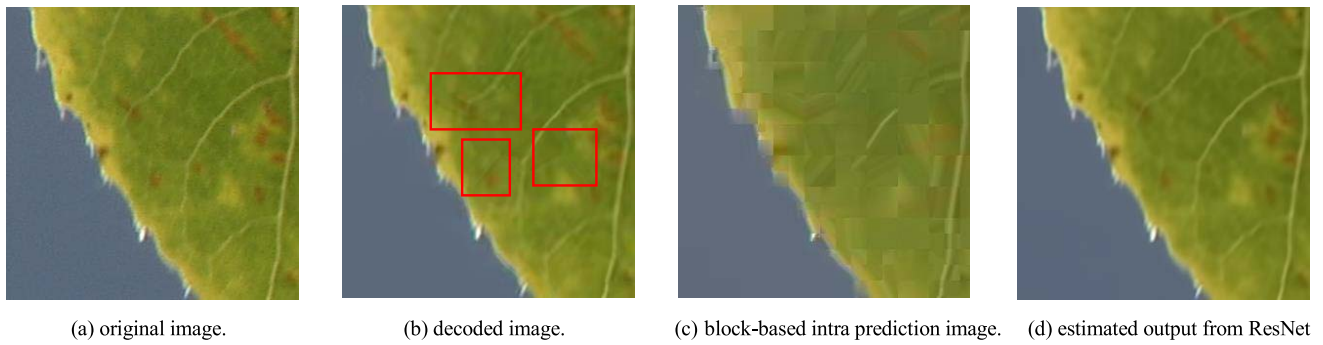 (a) original image.
(b) decoded image.
(c) block-based intra prediction image.
(d) estimated output from ResNet